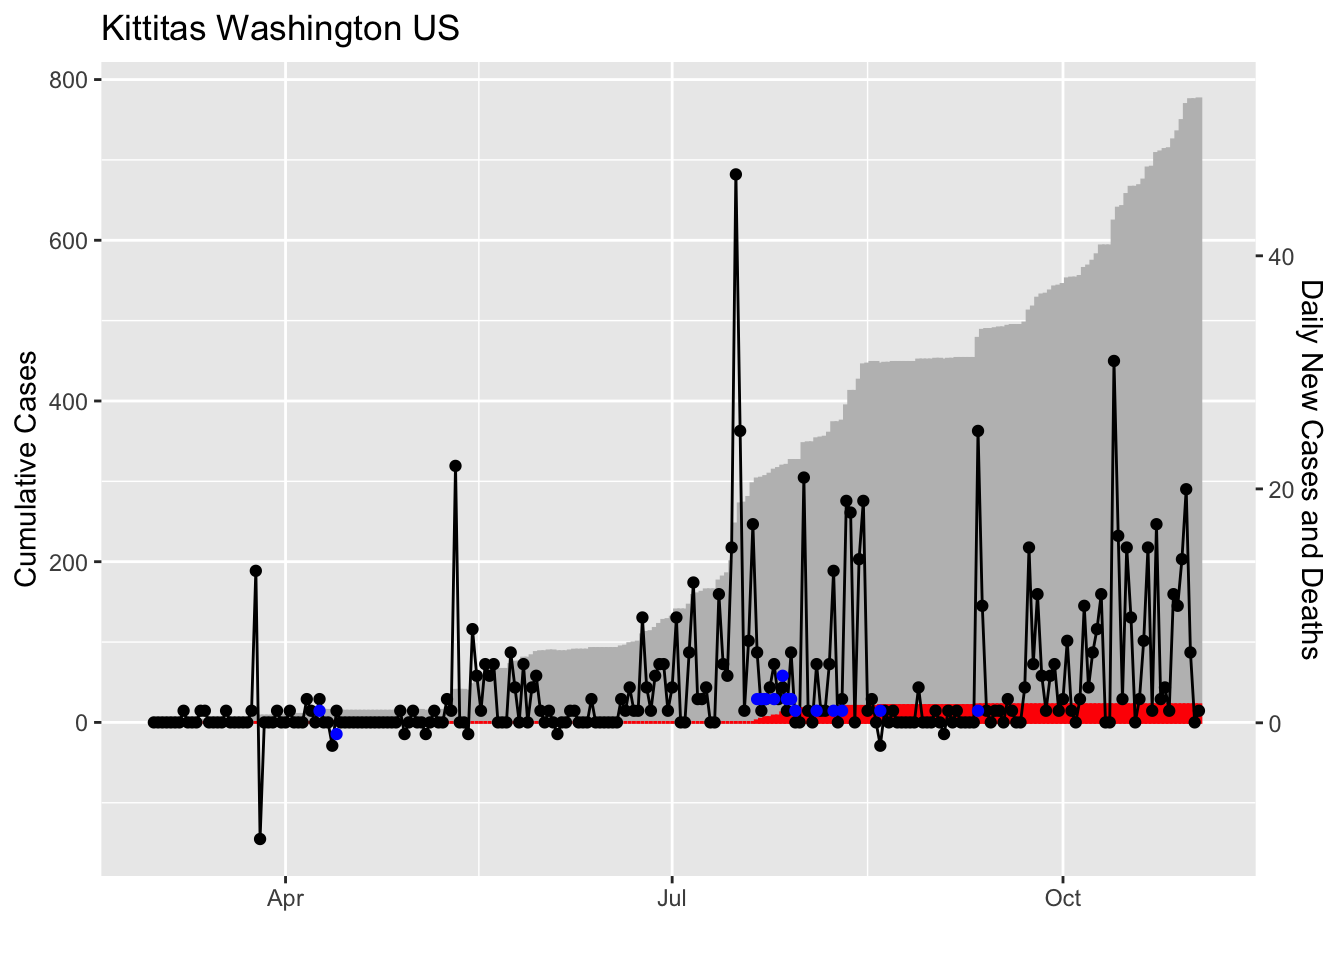 Kittitas Washington US
800
600
400
200
0
Cumulative Cases
40
20
0
Daily New Cases and Deaths
Apr
Jul
Oct